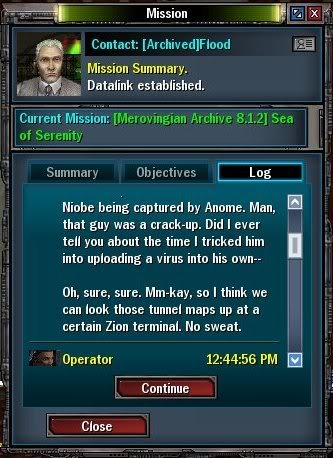 Mission
Contact: [Archived]Flood
Mission Summary.
Datalink established.
Current Mission: [Merovingian Archive 8.1.2] Sea
of Serenity
Summary
Objectives
Log
Niobe being captured by Anome. Man,
that guy was a crack-up. Did I ever
tell you about the time I tricked him
into uploading a virus into his own--
Oh, sure, sure. Mm-kay, so I think we
can look those tunnel maps up at a
certain Zion terminal. No sweat.
Operator
12:44:56 PM
Continue
Close